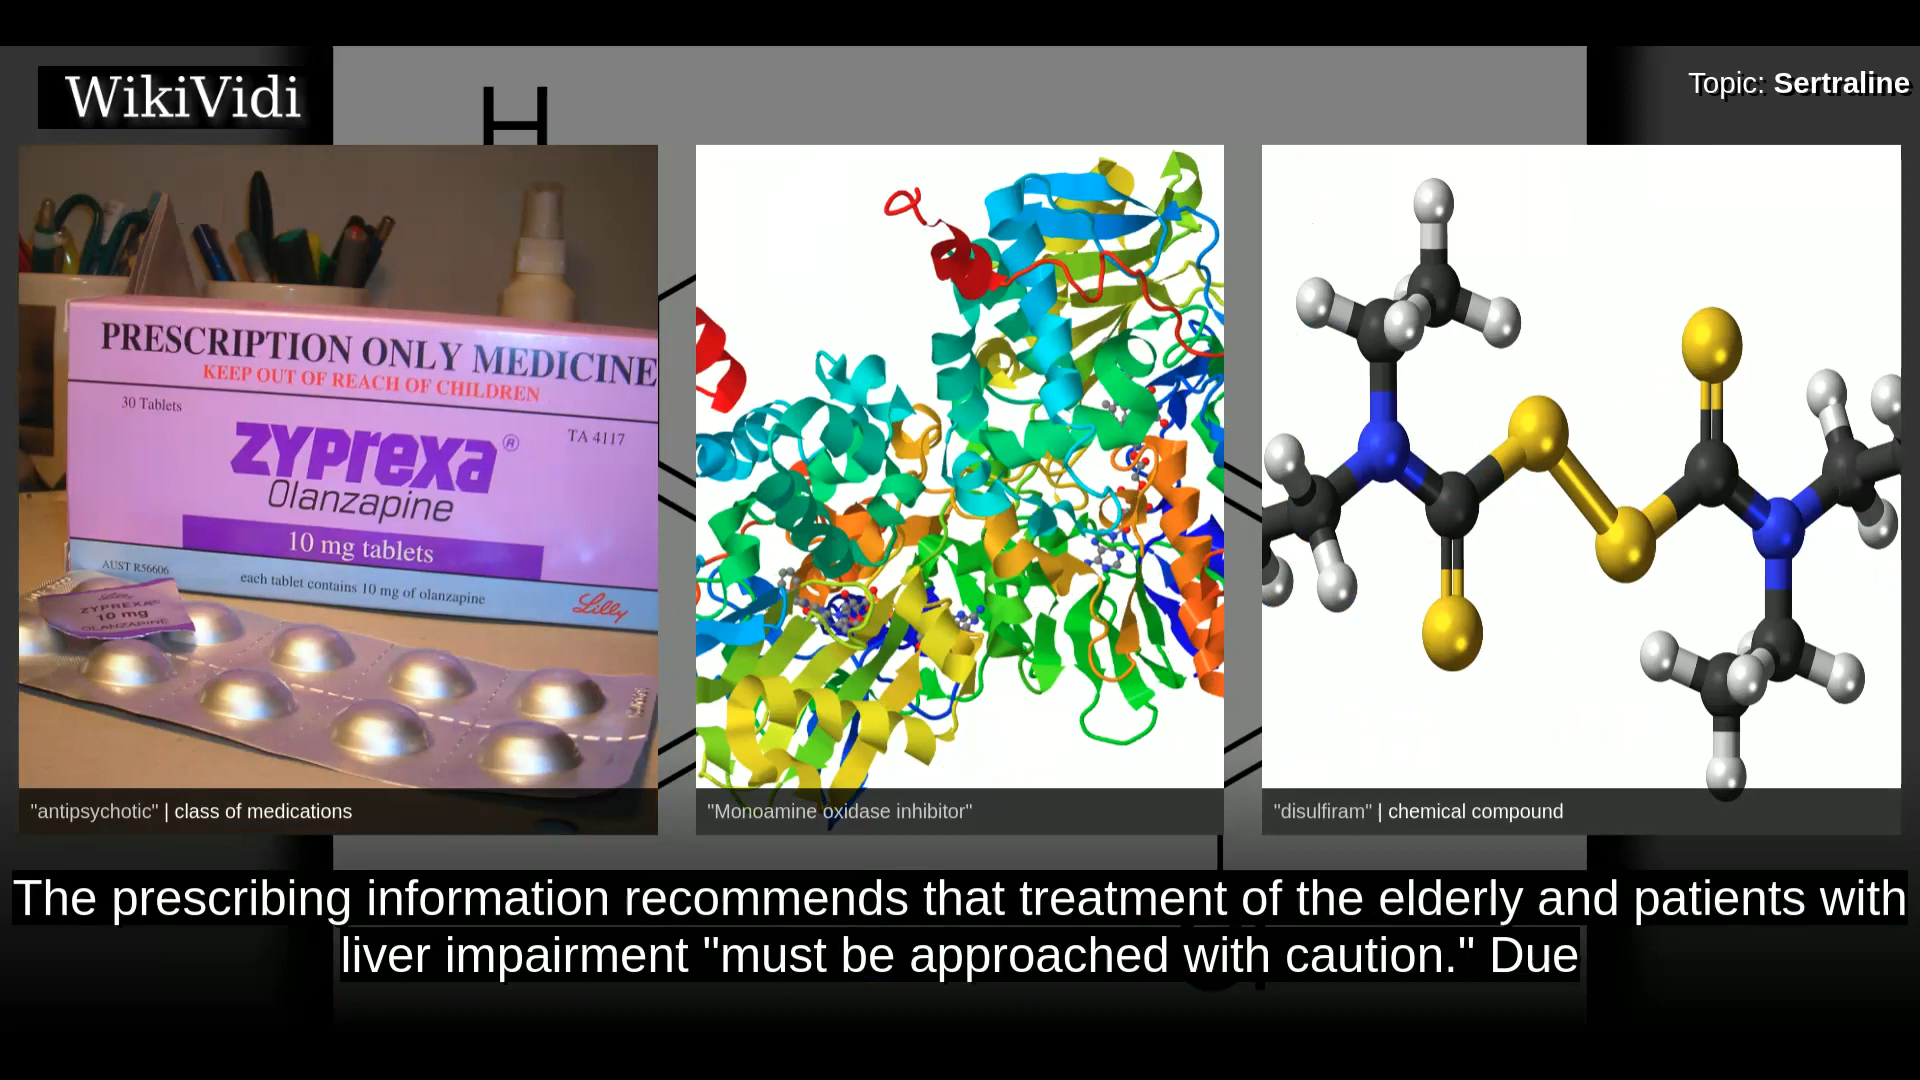 WikiVidi
Topic: Sertraline
H
PRESCRIPTION ONLY MEDICINE
KEEP OUT OF REACH OF CHILDREN
30 Tablets
TA 4117
ZYPREXA®
Olanzapine
10 mg tablets
AUST R56606
each tablet contains 10 mg of olanzapine
Lilly
Lilly
ZYPREXA®
10 mg
OLANZAPINE
"antipsychotic" | class of medications
"Monoamine oxidase inhibitor"
"disulfiram" | chemical compound
The prescribing information recommends that treatment of the elderly and patients with
liver impairment "must be approached with caution." Due